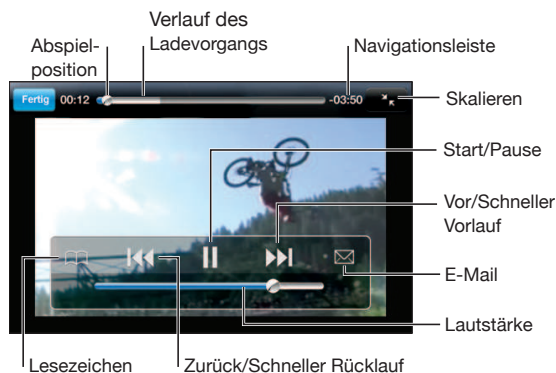 Verlauf des
Ladevorgangs
Abspiel-
position
Navigationsleiste
Fertig 00:12 -03:50
Skalieren
Start/Pause
Vor/Schneller
Vorlauf
E-Mail
Lautstärke
Lesezeichen Zurück/Schneller Rücklauf